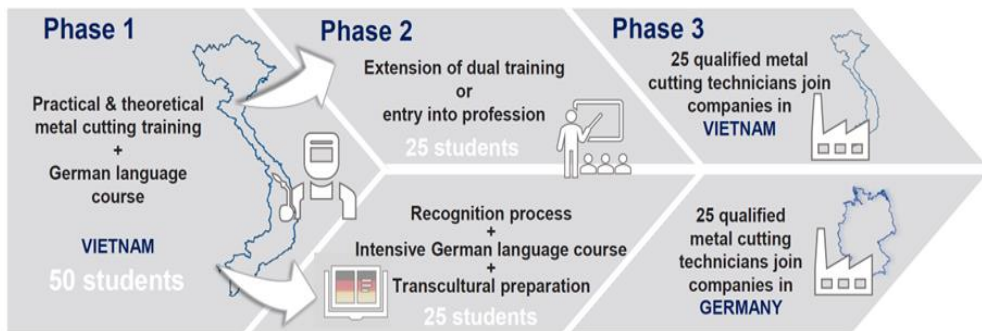 Phase 1
Practical & theoretical
metal cutting training
+
German language
course
VIETNAM
50 students
Phase 2
Extension of dual training
or
entry into profession
25 students
Recognition process
+
Intensive German language course
+
Transcultural preparation
25 students
Phase 3
25 qualified metal
cutting technicians join
companies in
VIETNAM
25 qualified
metal cutting
technicians join
companies in
GERMANY